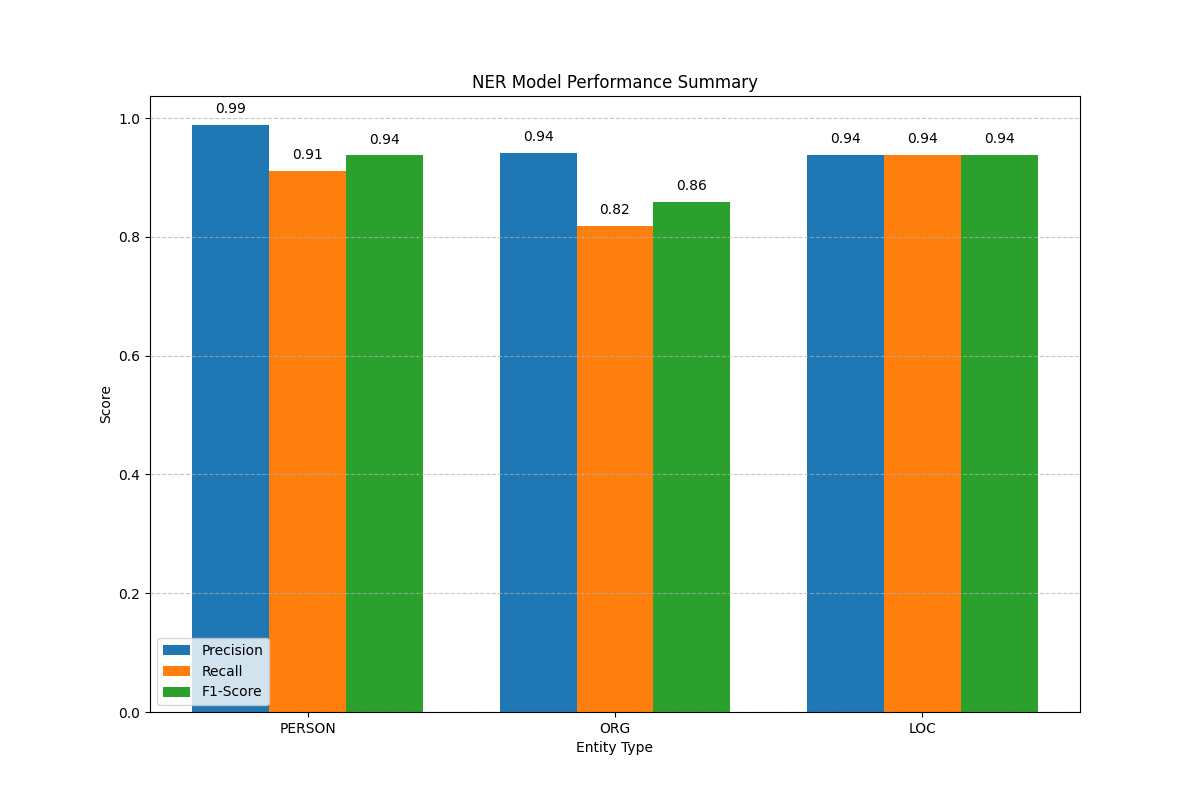 NER Model Performance Summary
Score
1.0
0.8
0.6
0.4
0.2
0.0
0.99
0.91
0.94
0.94
0.82
0.86
0.94
0.94
0.94
Precision
Recall
F1-Score
PERSON
ORG
LOC
Entity Type